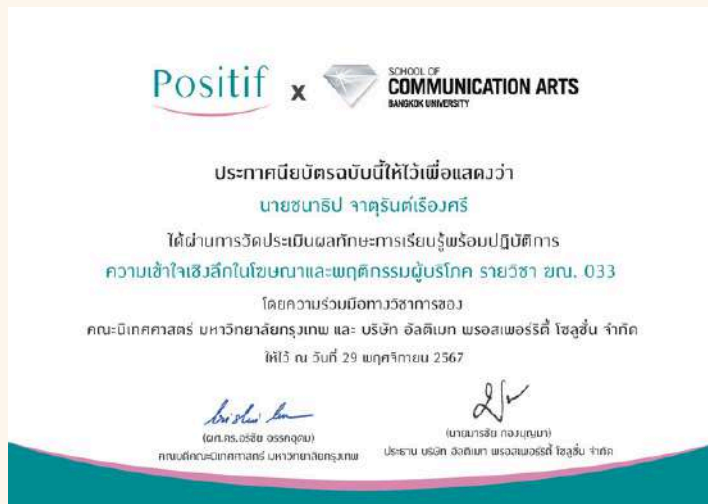 Positif x SCHOOL OF
COMMUNICATION ARTS
BANGKOK UNIVERSITY
ประกาศนียบัตรฉบับนี้ให้ไว้เพื่อแสดงว่า
นายชนาธิป จาตุรันต์เรืองศรี
ได้ผ่านการวัดประเมินผลทักษะการเรียนรู้พร้อมปฏิบัติการ
ความเข้าใจเชิงลึกในโฆษณาและพฤติกรรมผู้บริโภค รายวิชา ฆณ. 033
โดยความร่วมมือทางวิชาการของ
คณะนิเทศศาสตร์ มหาวิทยาลัยกรุงเทพ และ บริษัท อัลติเมท พรอสเพอร์ริตี้ โซลูชั่น จำกัด
ให้ไว้ ณ วันที่ 29 พฤศจิกายน 2567
(ผศ.ดร.อริชัย อรรคอุดม)
(นายมารชัย กองบุญมา)
คณบดีคณะนิเทศศาสตร์ มหาวิทยาลัยกรุงเทพ
ประธาน บริษัท อัลติเมท พรอสเพอร์ริตี้ โซลูชั่น จำกัด